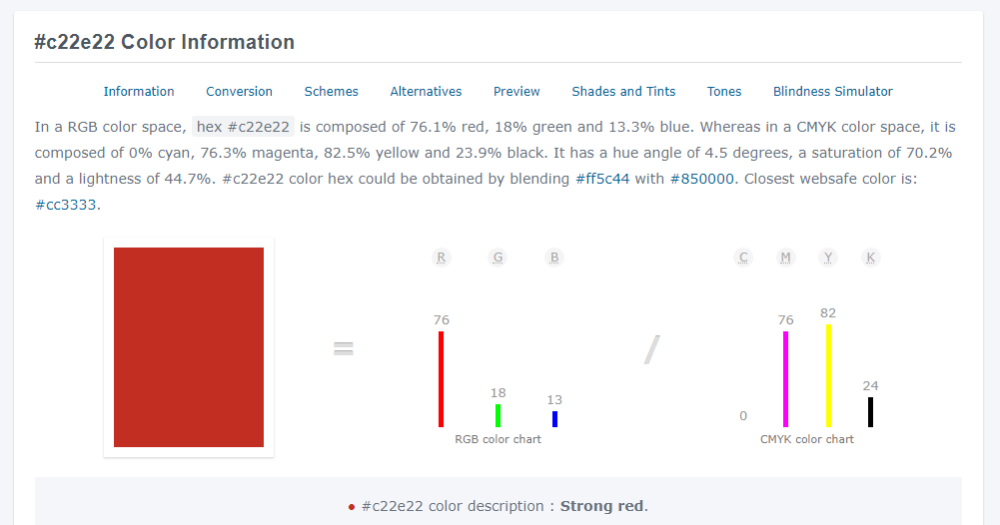 #c22e22 Color Information
Information Conversion Schemes Alternatives Preview Shades and Tints Tones Blindness Simulator
In a RGB color space, hex #c22e22 is composed of 76.1% red, 18% green and 13.3% blue. Whereas in a CMYK color space, it is
composed of 0% cyan, 76.3% magenta, 82.5% yellow and 23.9% black. It has a hue angle of 4.5 degrees, a saturation of 70.2%
and a lightness of 44.7%. #c22e22 color hex could be obtained by blending #ff5c44 with #850000. Closest websafe color is:
#cc3333.
R G B C M Y K
=
/
76 18 13
0 76 82 24
RGB color chart CMYK color chart
• #c22e22 color description : Strong red.